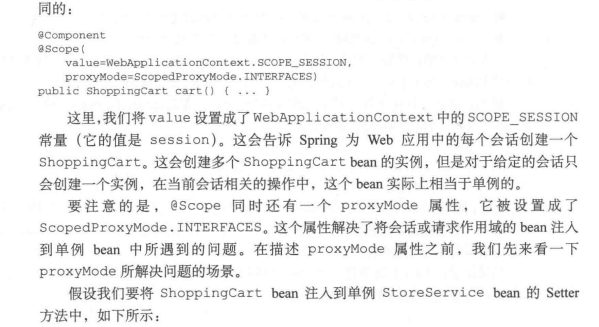 同的：
@Component
@Scope(
    value=WebApplicationContext.SCOPE_SESSION,
    proxyMode=ScopedProxyMode.INTERFACES)
public ShoppingCart cart() { ... }
这里，我们将 value 设置成了 WebApplicationContext 中的 SCOPE_SESSION
常量（它的值是 session）。这会告诉 Spring 为 Web 应用中的每个会话创建一个
ShoppingCart。这会创建多个 ShoppingCart bean 的实例，但是对于给定的会话只
会创建一个实例，在当前会话相关的操作中，这个 bean 实际上相当于单例的。
要注意的是，@Scope 同时还有一个 proxyMode 属性，它被设置成了
ScopedProxyMode.INTERFACES。这个属性解决了将会话或请求作用域的 bean 注入
到单例 bean 中所遇到的问题。在描述 proxyMode 属性之前，我们先来看一下
proxyMode 所解决问题的场景。
假设我们要将 ShoppingCart bean 注入到单例 StoreService bean 的 Setter
方法中，如下所示：